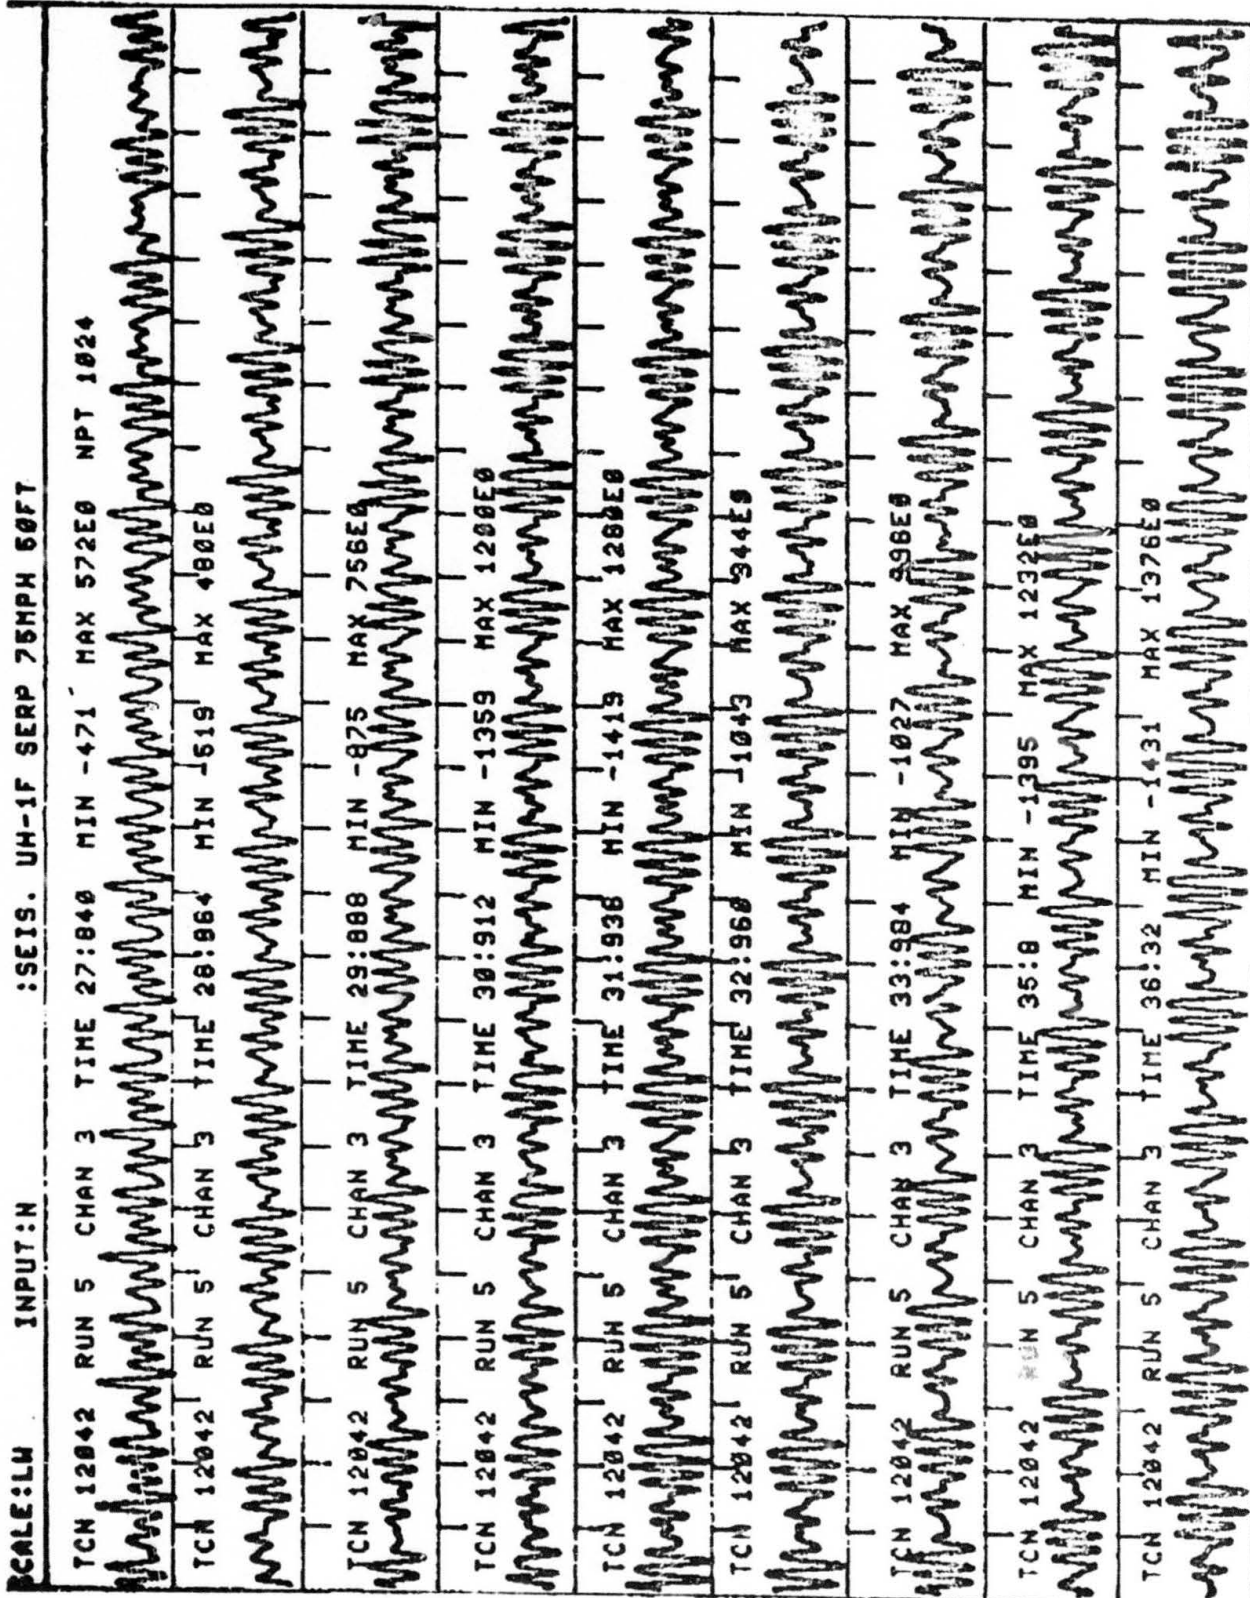 SCALE:LW INPUT:N :SEIS. UH-1F SERP 75MPH 50FT
TCN 12042 RUN 5 CHAN 3 TIME 27:840 MIN -471 MAX 572E0 NPT 1024
TCN 12042 RUN 5 CHAN 3 TIME 28:864 MIN -519 MAX 480E0
TCN 12042 RUN 5 CHAN 3 TIME 29:888 MIN -875 MAX 756E0
TCN 12042 RUN 5 CHAN 3 TIME 30:912 MIN -1359 MAX 1200E0
TCN 12042 RUN 5 CHAN 3 TIME 31:936 MIN -1419 MAX 1280E0
TCN 12042 RUN 5 CHAN 3 TIME 32:960 MIN -1043 MAX 944E0
TCN 12042 RUN 5 CHAN 3 TIME 33:984 MIN -1027 MAX 996E0
TCN 12042 RUN 5 CHAN 3 TIME 35:8 MIN -1395 MAX 1232E0
TCN 12042 RUN 5 CHAN 3 TIME 36:32 MIN -1431 MAX 1376E0